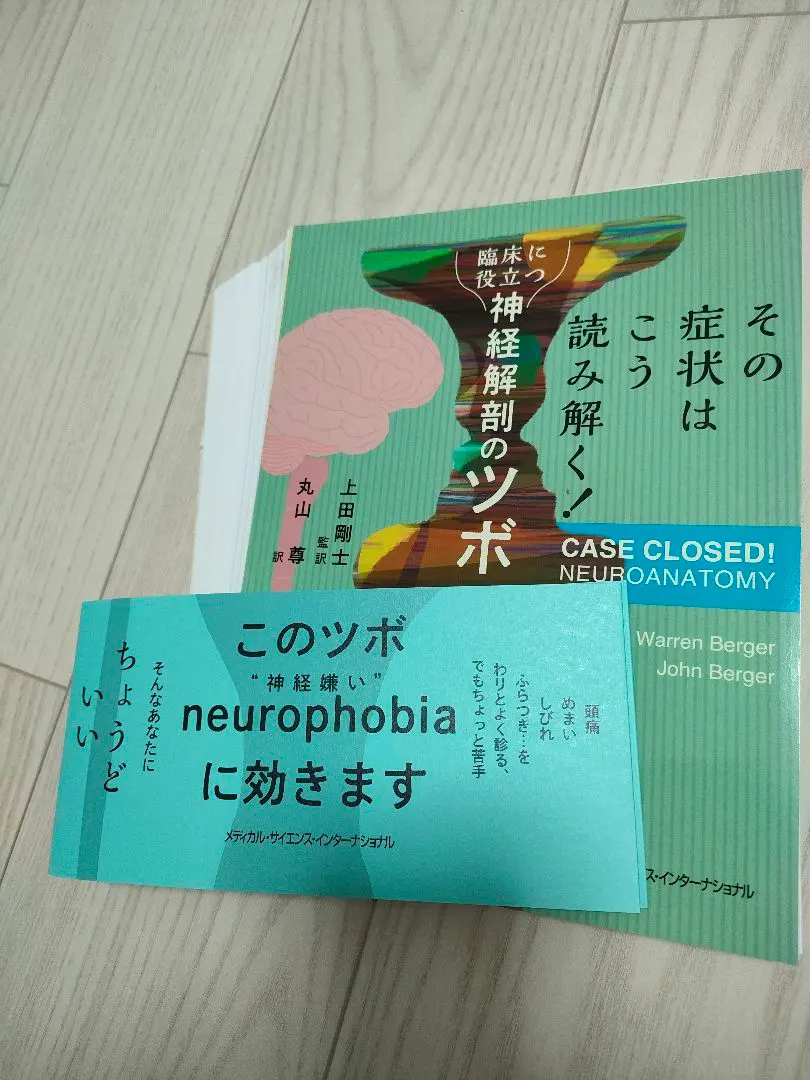 その
症状は
こう
読み解く!
臨床に
役立つ
神経解剖のツボ
上田剛士 監訳
丸山 尊 訳
CASE CLOSED!
NEUROANATOMY
Warren Berger
John Berger
ス・インターナショナル
頭痛
めまい
しびれ
ふらつき…を
わりとよく診る、
でもちょっと苦手
このツボ
“神経嫌い”
neurophobia
に効きます
そんなあなたに
ちょうど
いい
メディカル・サイエンス・インターナショナル